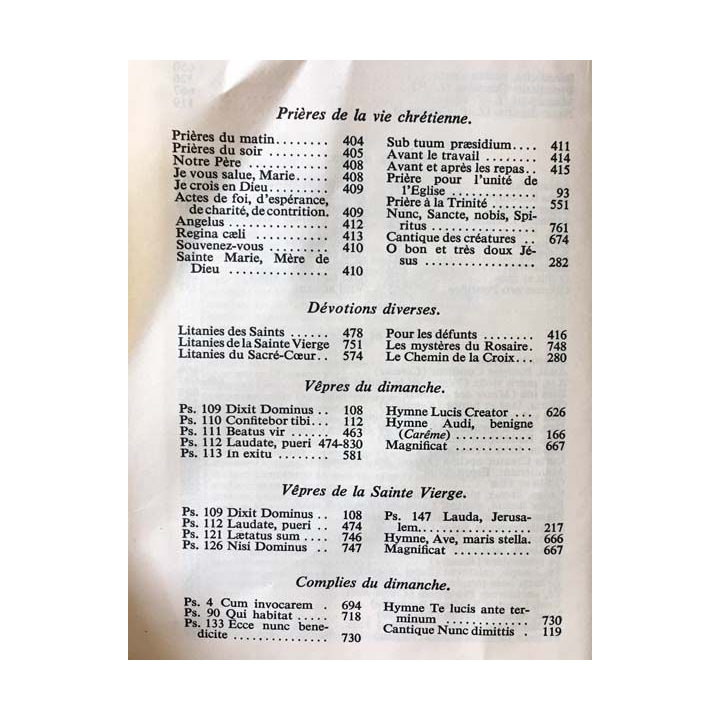 Prières de la vie chrétienne.
Prières du matin........ 404
Prières du soir ......... 405
Notre Père ............ 408
Je vous salue, Marie..... 408
Je crois en Dieu......... 409
Actes de foi, d'espérance,
de charité, de contrition. 409
Angelus .............. 412
Regina cæli ........... 413
Souvenez-vous ......... 410
Sainte Marie, Mère de
Dieu .............. 410
Sub tuum præsidium.... 411
Avant le travail ........ 414
Avant et après les repas.. 415
Prière pour l'unité de
l'Eglise ............. 93
Prière à la Trinité ...... 551
Nunc, Sancte, nobis, Spi-
ritus ............... 761
Cantique des créatures .. 674
O bon et très doux Jé-
sus ................ 282
Dévotions diverses.
Litanies des Saints ...... 478
Litanies de la Sainte Vierge 751
Litanies du Sacré-Cœur.. 574
Pour les défunts ........ 416
Les mystères du Rosaire. 748
Le Chemin de la Croix... 280
Vêpres du dimanche.
Ps. 109 Dixit Dominus .. 108
Ps. 110 Confitebor tibi... 112
Ps. 111 Beatus vir ...... 463
Ps. 112 Laudate, pueri 474-830
Ps. 113 In exitu ........ 581
Hymne Lucis Creator ... 626
Hymne Audi, benigne
(Carême) ............ 166
Magnificat ............ 667
Vêpres de la Sainte Vierge.
Ps. 109 Dixit Dominus .. 108
Ps. 112 Laudate, pueri .. 474
Ps. 121 Lætatus sum .... 746
Ps. 126 Nisi Dominus .. 747
Ps. 147 Lauda, Jerusa-
lem................. 217
Hymne, Ave, maris stella. 666
Magnificat ............ 667
Complies du dimanche.
Ps. 4 Cum invocarem . 694
Ps. 90 Qui habitat ..... 718
Ps. 133 Ecce nunc bene-
dicite ............... 730
Hymne Te lucis ante ter-
minum ............. 730
Cantique Nunc dimittis . 119